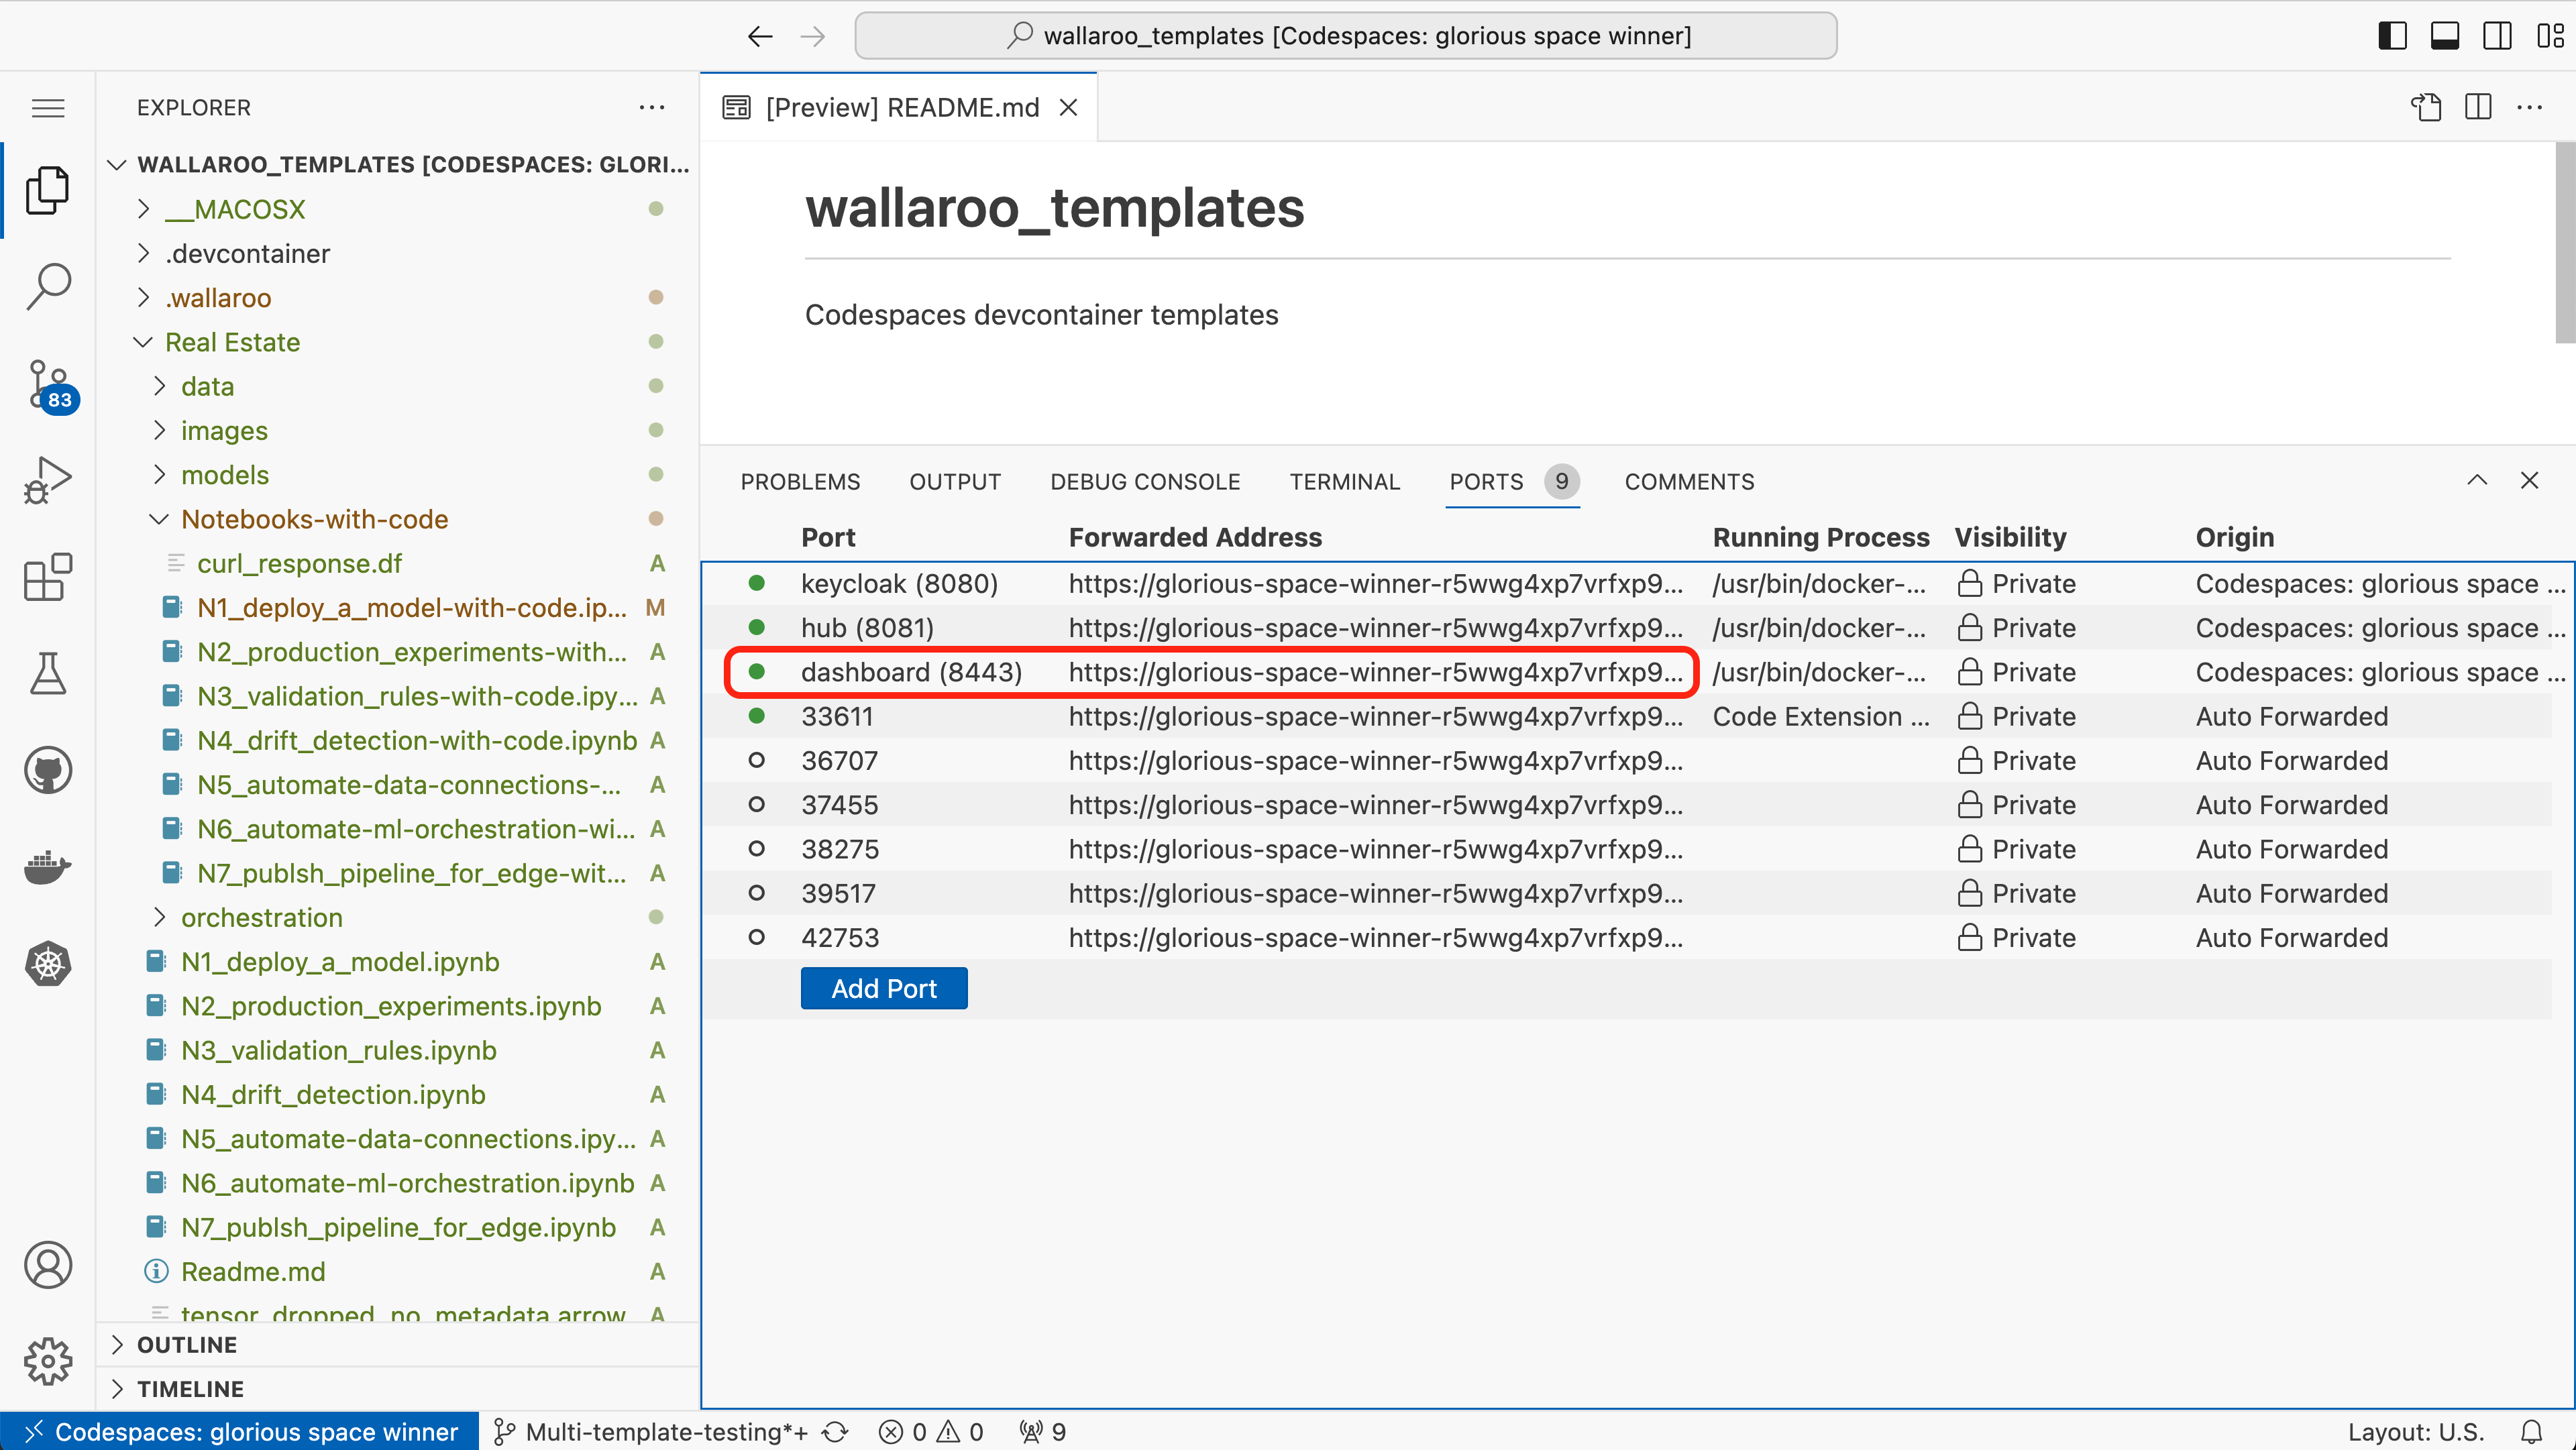 wallaroo_templates [Codespaces: glorious space winner]
EXPLORER
[Preview] README.md
WALLAROO_TEMPLATES [CODESPACES: GLORI...
__MACOSX
.devcontainer
.wallaroo
Real Estate
data
images
models
Notebooks-with-code
curl_response.df A
N1_deploy_a_model-with-code.ip... M
N2_production_experiments-with... A
N3_validation_rules-with-code.ipy... A
N4_drift_detection-with-code.ipynb A
N5_automate-data-connections-... A
N6_automate-ml-orchestration-wi... A
N7_publsh_pipeline_for_edge-wit... A
orchestration
N1_deploy_a_model.ipynb A
N2_production_experiments.ipynb A
N3_validation_rules.ipynb A
N4_drift_detection.ipynb A
N5_automate-data-connections.ipy... A
N6_automate-ml-orchestration.ipynb A
N7_publsh_pipeline_for_edge.ipynb A
Readme.md A
tensor_dropped_no_metadata.arrow A
OUTLINE
TIMELINE
83
wallaroo_templates
Codespaces devcontainer templates
PROBLEMS OUTPUT DEBUG CONSOLE TERMINAL PORTS 9 COMMENTS
Port Forwarded Address Running Process Visibility Origin
keycloak (8080) https://glorious-space-winner-r5wwg4xp7vrfxp9... /usr/bin/docker-... Private Codespaces: glorious space ...
hub (8081) https://glorious-space-winner-r5wwg4xp7vrfxp9... /usr/bin/docker-... Private Codespaces: glorious space ...
dashboard (8443) https://glorious-space-winner-r5wwg4xp7vrfxp9... /usr/bin/docker-... Private Codespaces: glorious space ...
33611 https://glorious-space-winner-r5wwg4xp7vrfxp9... Code Extension ... Private Auto Forwarded
36707 https://glorious-space-winner-r5wwg4xp7vrfxp9... Private Auto Forwarded
37455 https://glorious-space-winner-r5wwg4xp7vrfxp9... Private Auto Forwarded
38275 https://glorious-space-winner-r5wwg4xp7vrfxp9... Private Auto Forwarded
39517 https://glorious-space-winner-r5wwg4xp7vrfxp9... Private Auto Forwarded
42753 https://glorious-space-winner-r5wwg4xp7vrfxp9... Private Auto Forwarded
Add Port
Codespaces: glorious space winner Multi-template-testing*+ 0 0 9 Layout: U.S.